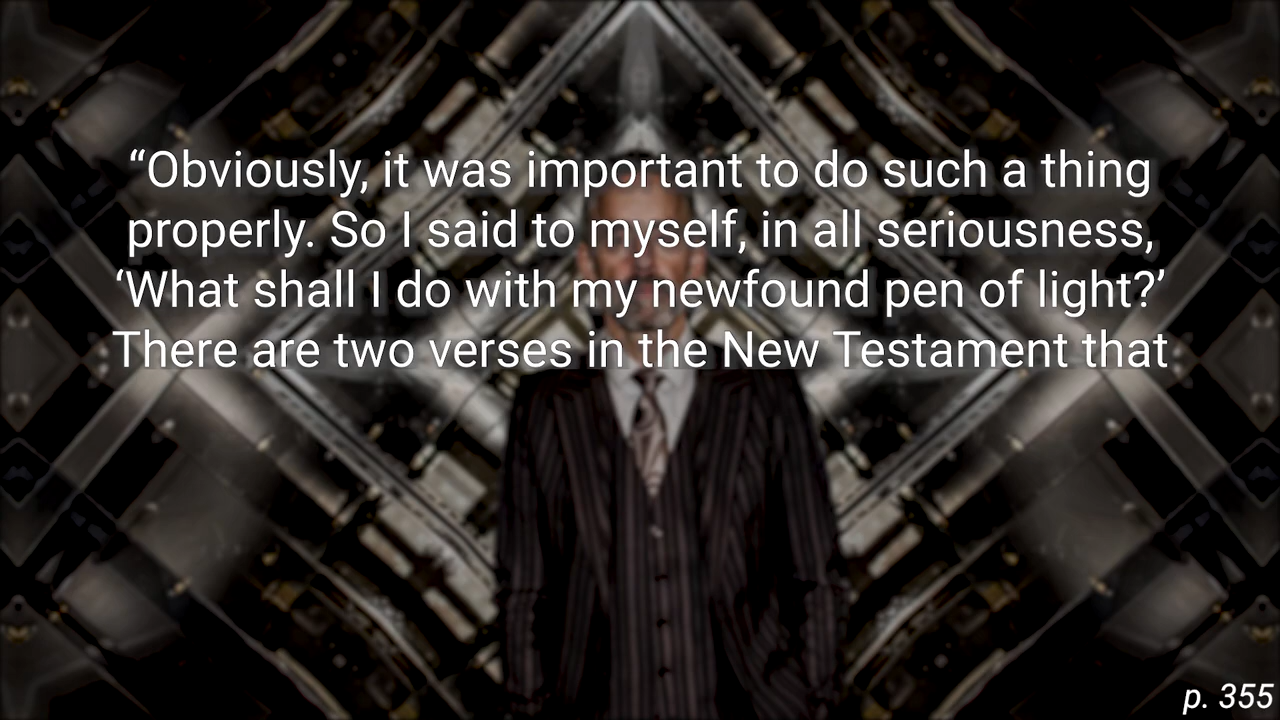 “Obviously, it was important to do such a thing
properly. So I said to myself, in all seriousness,
‘What shall I do with my newfound pen of light?’
There are two verses in the New Testament that
p. 355